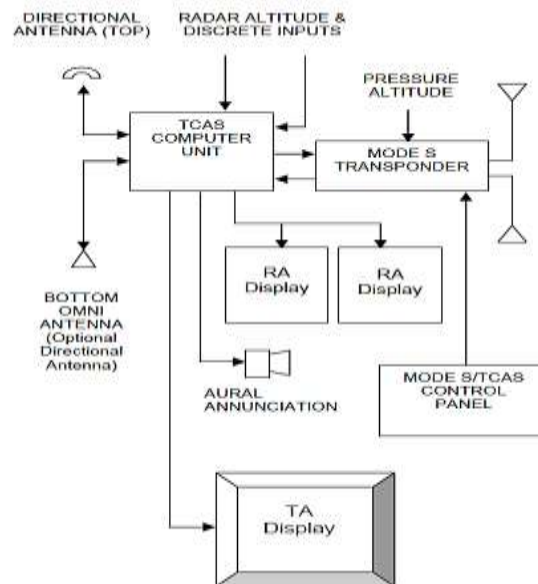 DIRECTIONAL
ANTENNA (TOP)
RADAR ALTITUDE &
DISCRETE INPUTS
PRESSURE
ALTITUDE
TCAS
COMPUTER
UNIT
MODE S
TRANSPONDER
RA
Display
RA
Display
BOTTOM
OMNI
ANTENNA
(Optional
Directional
Antenna)
AURAL
ANNUNCIATION
MODE S/TCAS
CONTROL
PANEL
TA
Display